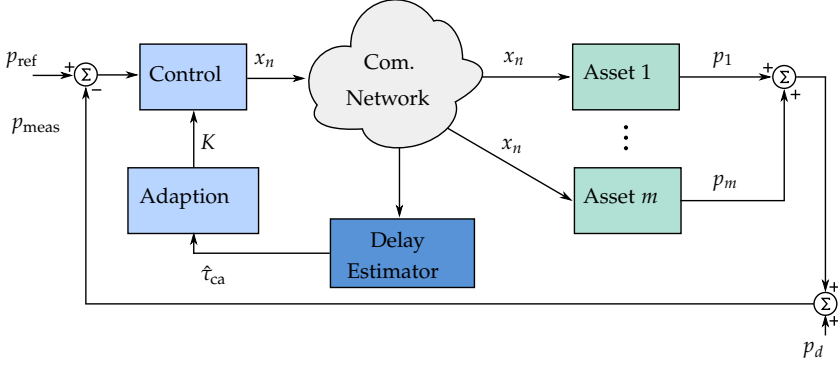 p_ref
+
Σ
−
p_meas
Control
x_n
Com.
Network
x_n
Asset 1
p_1
+
Σ
+
K
x_n
⋮
Adaption
Asset m
p_m
Delay
Estimator
τ̂_ca
+
Σ
+
p_d